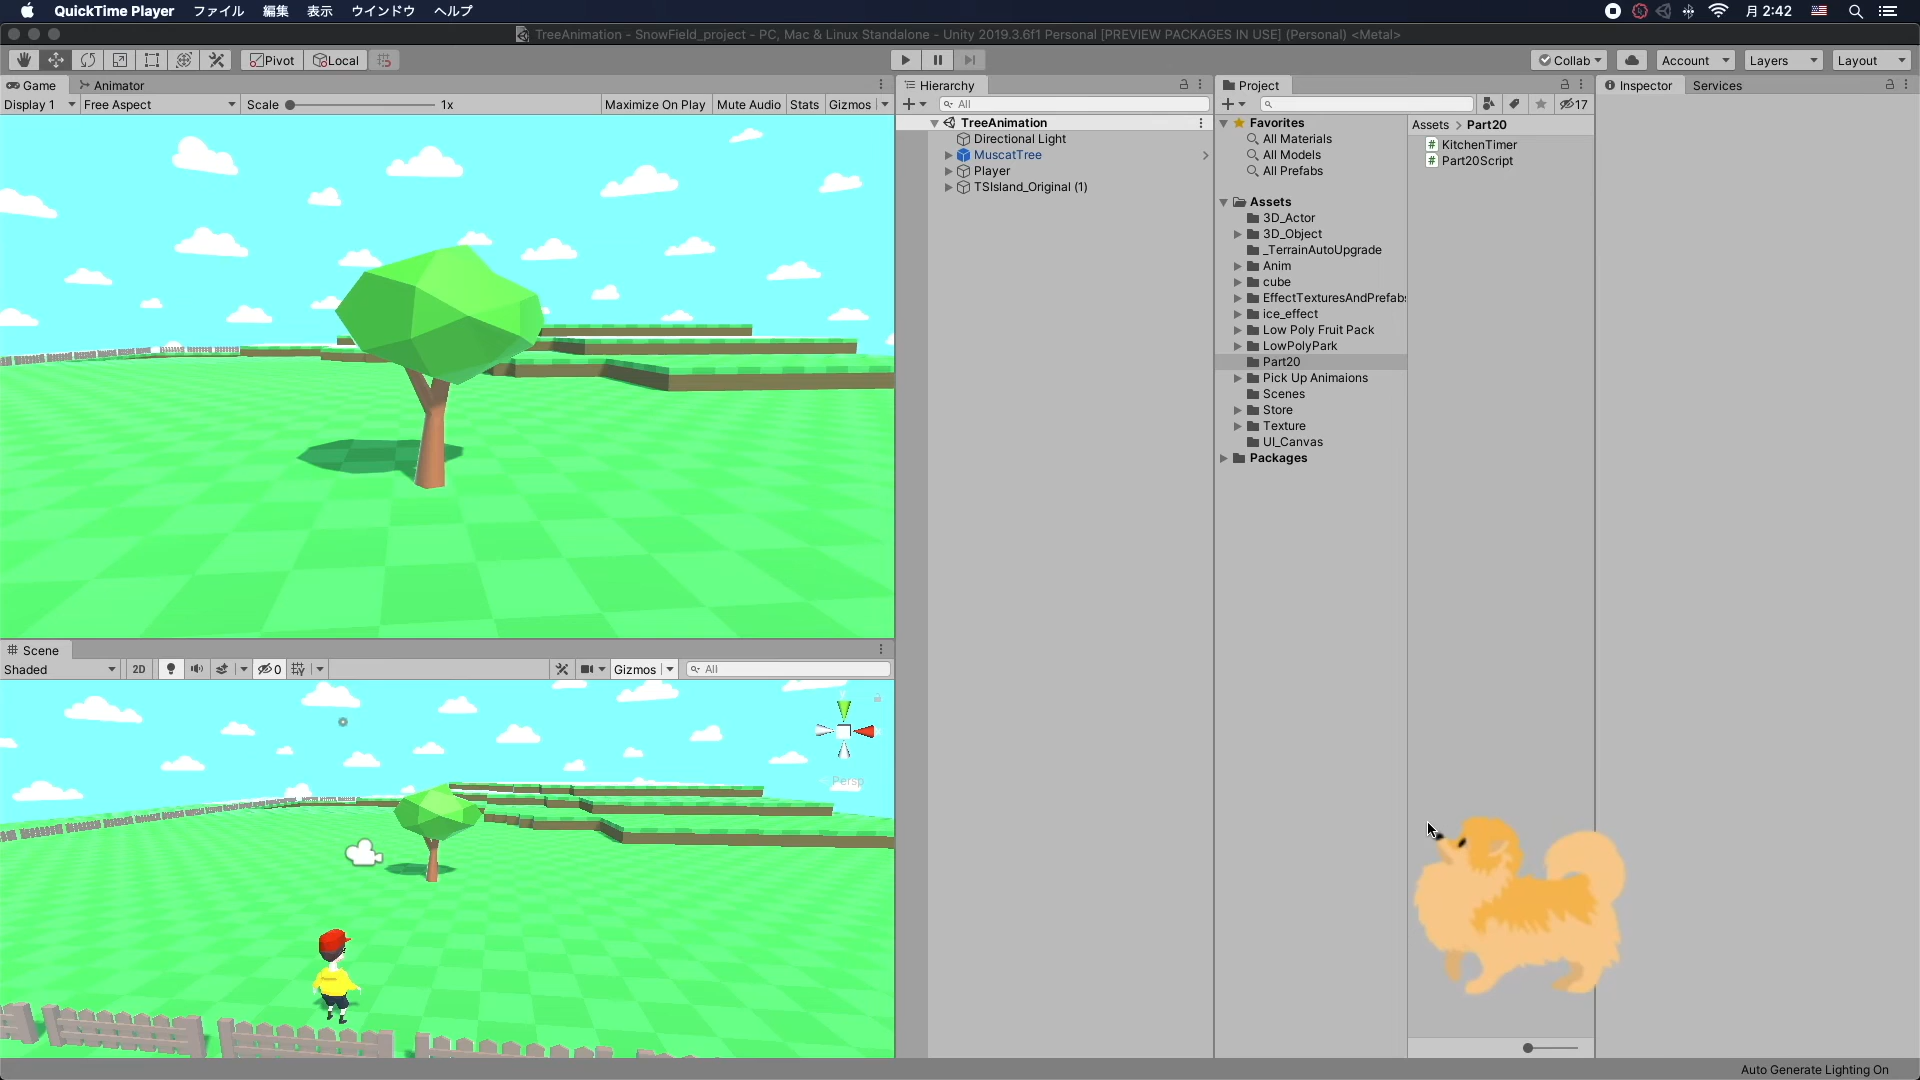 QuickTime Player ファイル 編集 表示 ウインドウ ヘルプ 月 2:42
TreeAnimation - SnowField_project - PC, Mac & Linux Standalone - Unity 2019.3.6f1 Personal [PREVIEW PACKAGES IN USE] (Personal) <Metal>
Pivot Local Collab Account Layers Layout
Game Animator
Display 1 Free Aspect Scale 1x Maximize On Play Mute Audio Stats Gizmos
Hierarchy
All
TreeAnimation
Directional Light
MuscatTree
Player
TSIsland_Original (1)
Project
17
Favorites
All Materials
All Models
All Prefabs
Assets
3D_Actor
3D_Object
_TerrainAutoUpgrade
Anim
cube
EffectTexturesAndPrefabs
ice_effect
Low Poly Fruit Pack
LowPolyPark
Part20
Pick Up Animaions
Scenes
Store
Texture
UI_Canvas
Packages
Assets > Part20
KitchenTimer
Part20Script
Inspector Services
Scene
Shaded 2D 0 Gizmos All
Persp
Auto Generate Lighting On